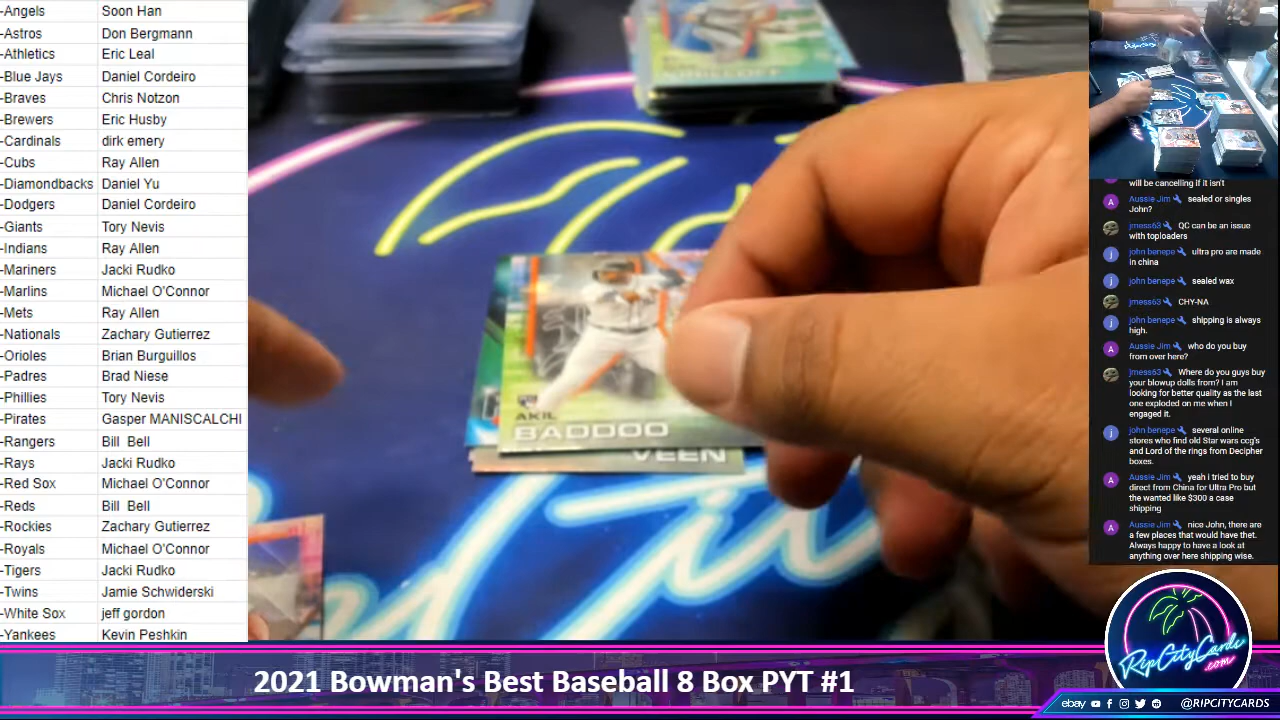 -Angels Soon Han
-Astros Don Bergmann
-Athletics Eric Leal
-Blue Jays Daniel Cordeiro
-Braves Chris Notzon
-Brewers Eric Husby
-Cardinals dirk emery
-Cubs Ray Allen
-Diamondbacks Daniel Yu
-Dodgers Daniel Cordeiro
-Giants Tory Nevis
-Indians Ray Allen
-Mariners Jacki Rudko
-Marlins Michael O'Connor
-Mets Ray Allen
-Nationals Zachary Gutierrez
-Orioles Brian Burguillos
-Padres Brad Niese
-Phillies Tory Nevis
-Pirates Gasper MANISCALCHI
-Rangers Bill Bell
-Rays Jacki Rudko
-Red Sox Michael O'Connor
-Reds Bill Bell
-Rockies Zachary Gutierrez
-Royals Michael O'Connor
-Tigers Jacki Rudko
-Twins Jamie Schwiderski
-White Sox jeff gordon
-Yankees Kevin Peshkin
AKIL
BADDOO
VEEN
will be cancelling if it isn't
A Aussie Jim sealed or singles
John?
jmess63 QC can be an issue
with toploaders
j john benepe ultra pro are made
in china
j john benepe sealed wax
jmess63 CHY-NA
j john benepe shipping is always
high.
A Aussie Jim who do you buy
from over here?
jmess63 Where do you guys buy
your blowup dolls from? I am
looking for better quality as the last
one exploded on me when I
engaged it.
j john benepe several online
stores who find old Star wars ccg's
and Lord of the rings from Decipher
boxes.
A Aussie Jim yeah i tried to buy
direct from China for Ultra Pro but
the wanted like $300 a case
shipping
A Aussie Jim nice John, there are
a few places that would have thet.
Always happy to have a look at
anything over here shipping wise.
RipCityCards
.com
2021 Bowman's Best Baseball 8 Box PYT #1
ebay @RIPCITYCARDS